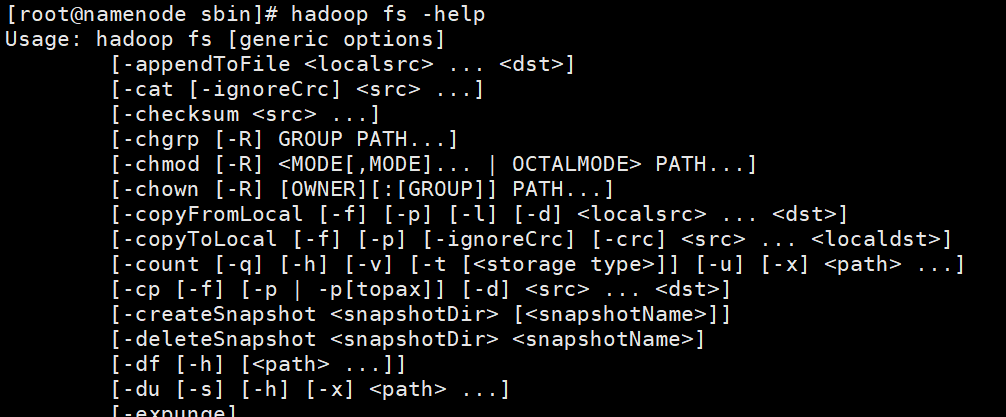 [root@namenode sbin]# hadoop fs -help
Usage: hadoop fs [generic options]
[-appendToFile <localsrc> ... <dst>]
[-cat [-ignoreCrc] <src> ...]
[-checksum <src> ...]
[-chgrp [-R] GROUP PATH...]
[-chmod [-R] <MODE[,MODE]... | OCTALMODE> PATH...]
[-chown [-R] [OWNER][:[GROUP]] PATH...]
[-copyFromLocal [-f] [-p] [-l] [-d] <localsrc> ... <dst>]
[-copyToLocal [-f] [-p] [-ignoreCrc] [-crc] <src> ... <localdst>]
[-count [-q] [-h] [-v] [-t [<storage type>]] [-u] [-x] <path> ...]
[-cp [-f] [-p | -p[topax]] [-d] <src> ... <dst>]
[-createSnapshot <snapshotDir> [<snapshotName>]]
[-deleteSnapshot <snapshotDir> <snapshotName>]
[-df [-h] [<path> ...]]
[-du [-s] [-h] [-x] <path> ...]
[-expunge]